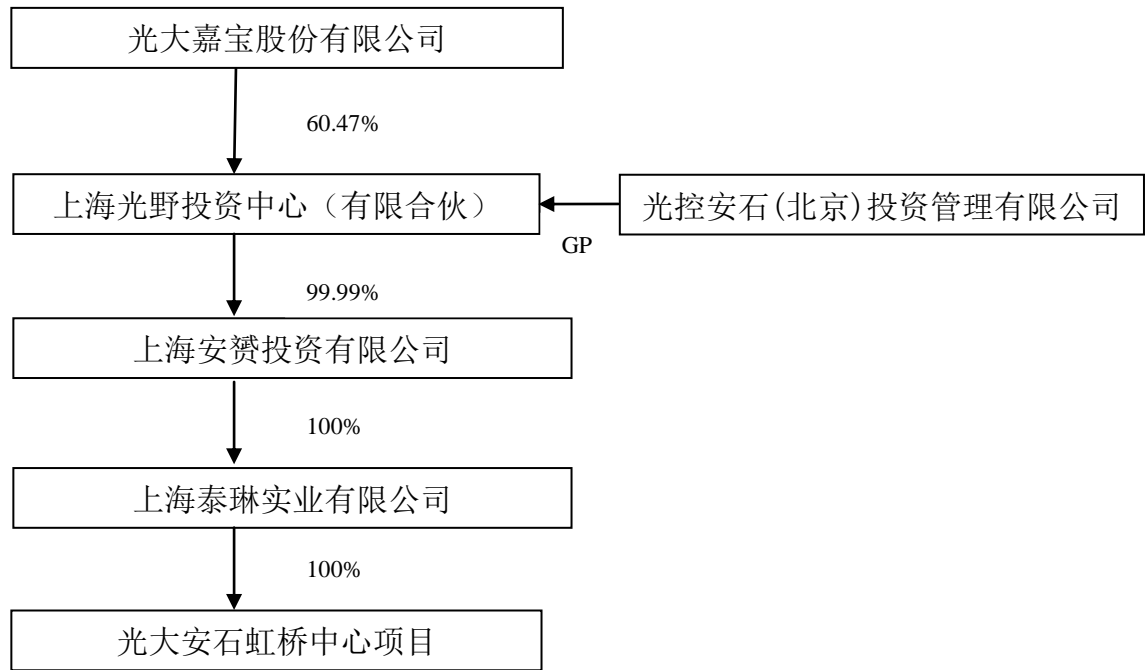 光大嘉宝股份有限公司
60.47%
上海光野投资中心（有限合伙）
光控安石(北京)投资管理有限公司
GP
99.99%
上海安赟投资有限公司
100%
上海泰琳实业有限公司
100%
光大安石虹桥中心项目